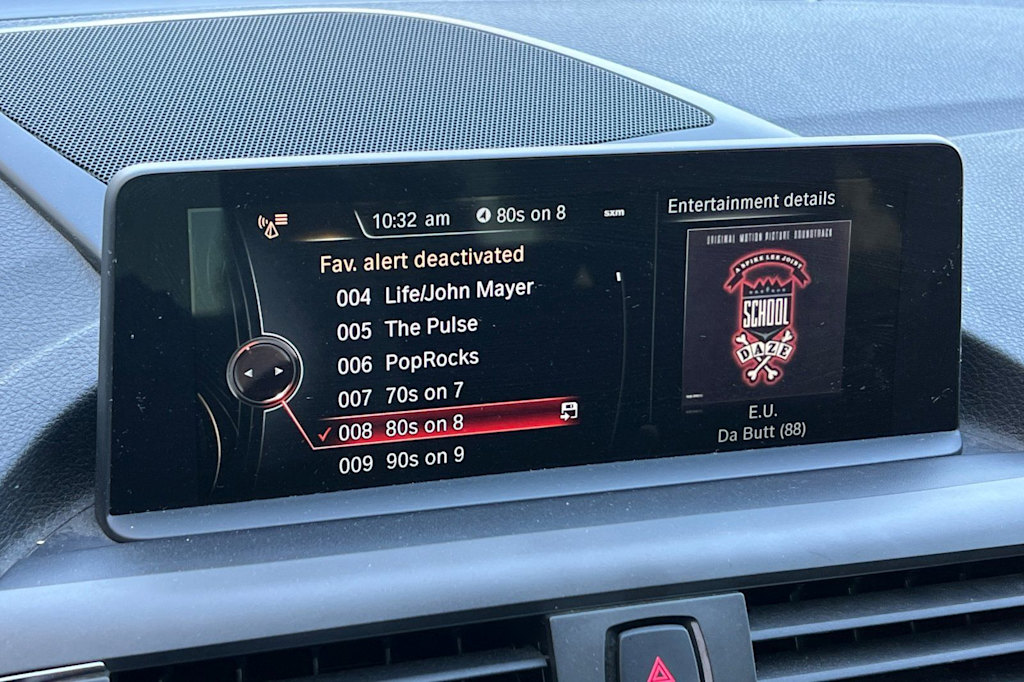 10:32 am
80s on 8
sxm
Fav. alert deactivated
004 Life/John Mayer
005 The Pulse
006 PopRocks
007 70s on 7
008 80s on 8
009 90s on 9
Entertainment details
ORIGINAL MOTION PICTURE SOUNDTRACK
A SPIKE LEE JOINT
SCHOOL
DAZE
E.U.
Da Butt (88)